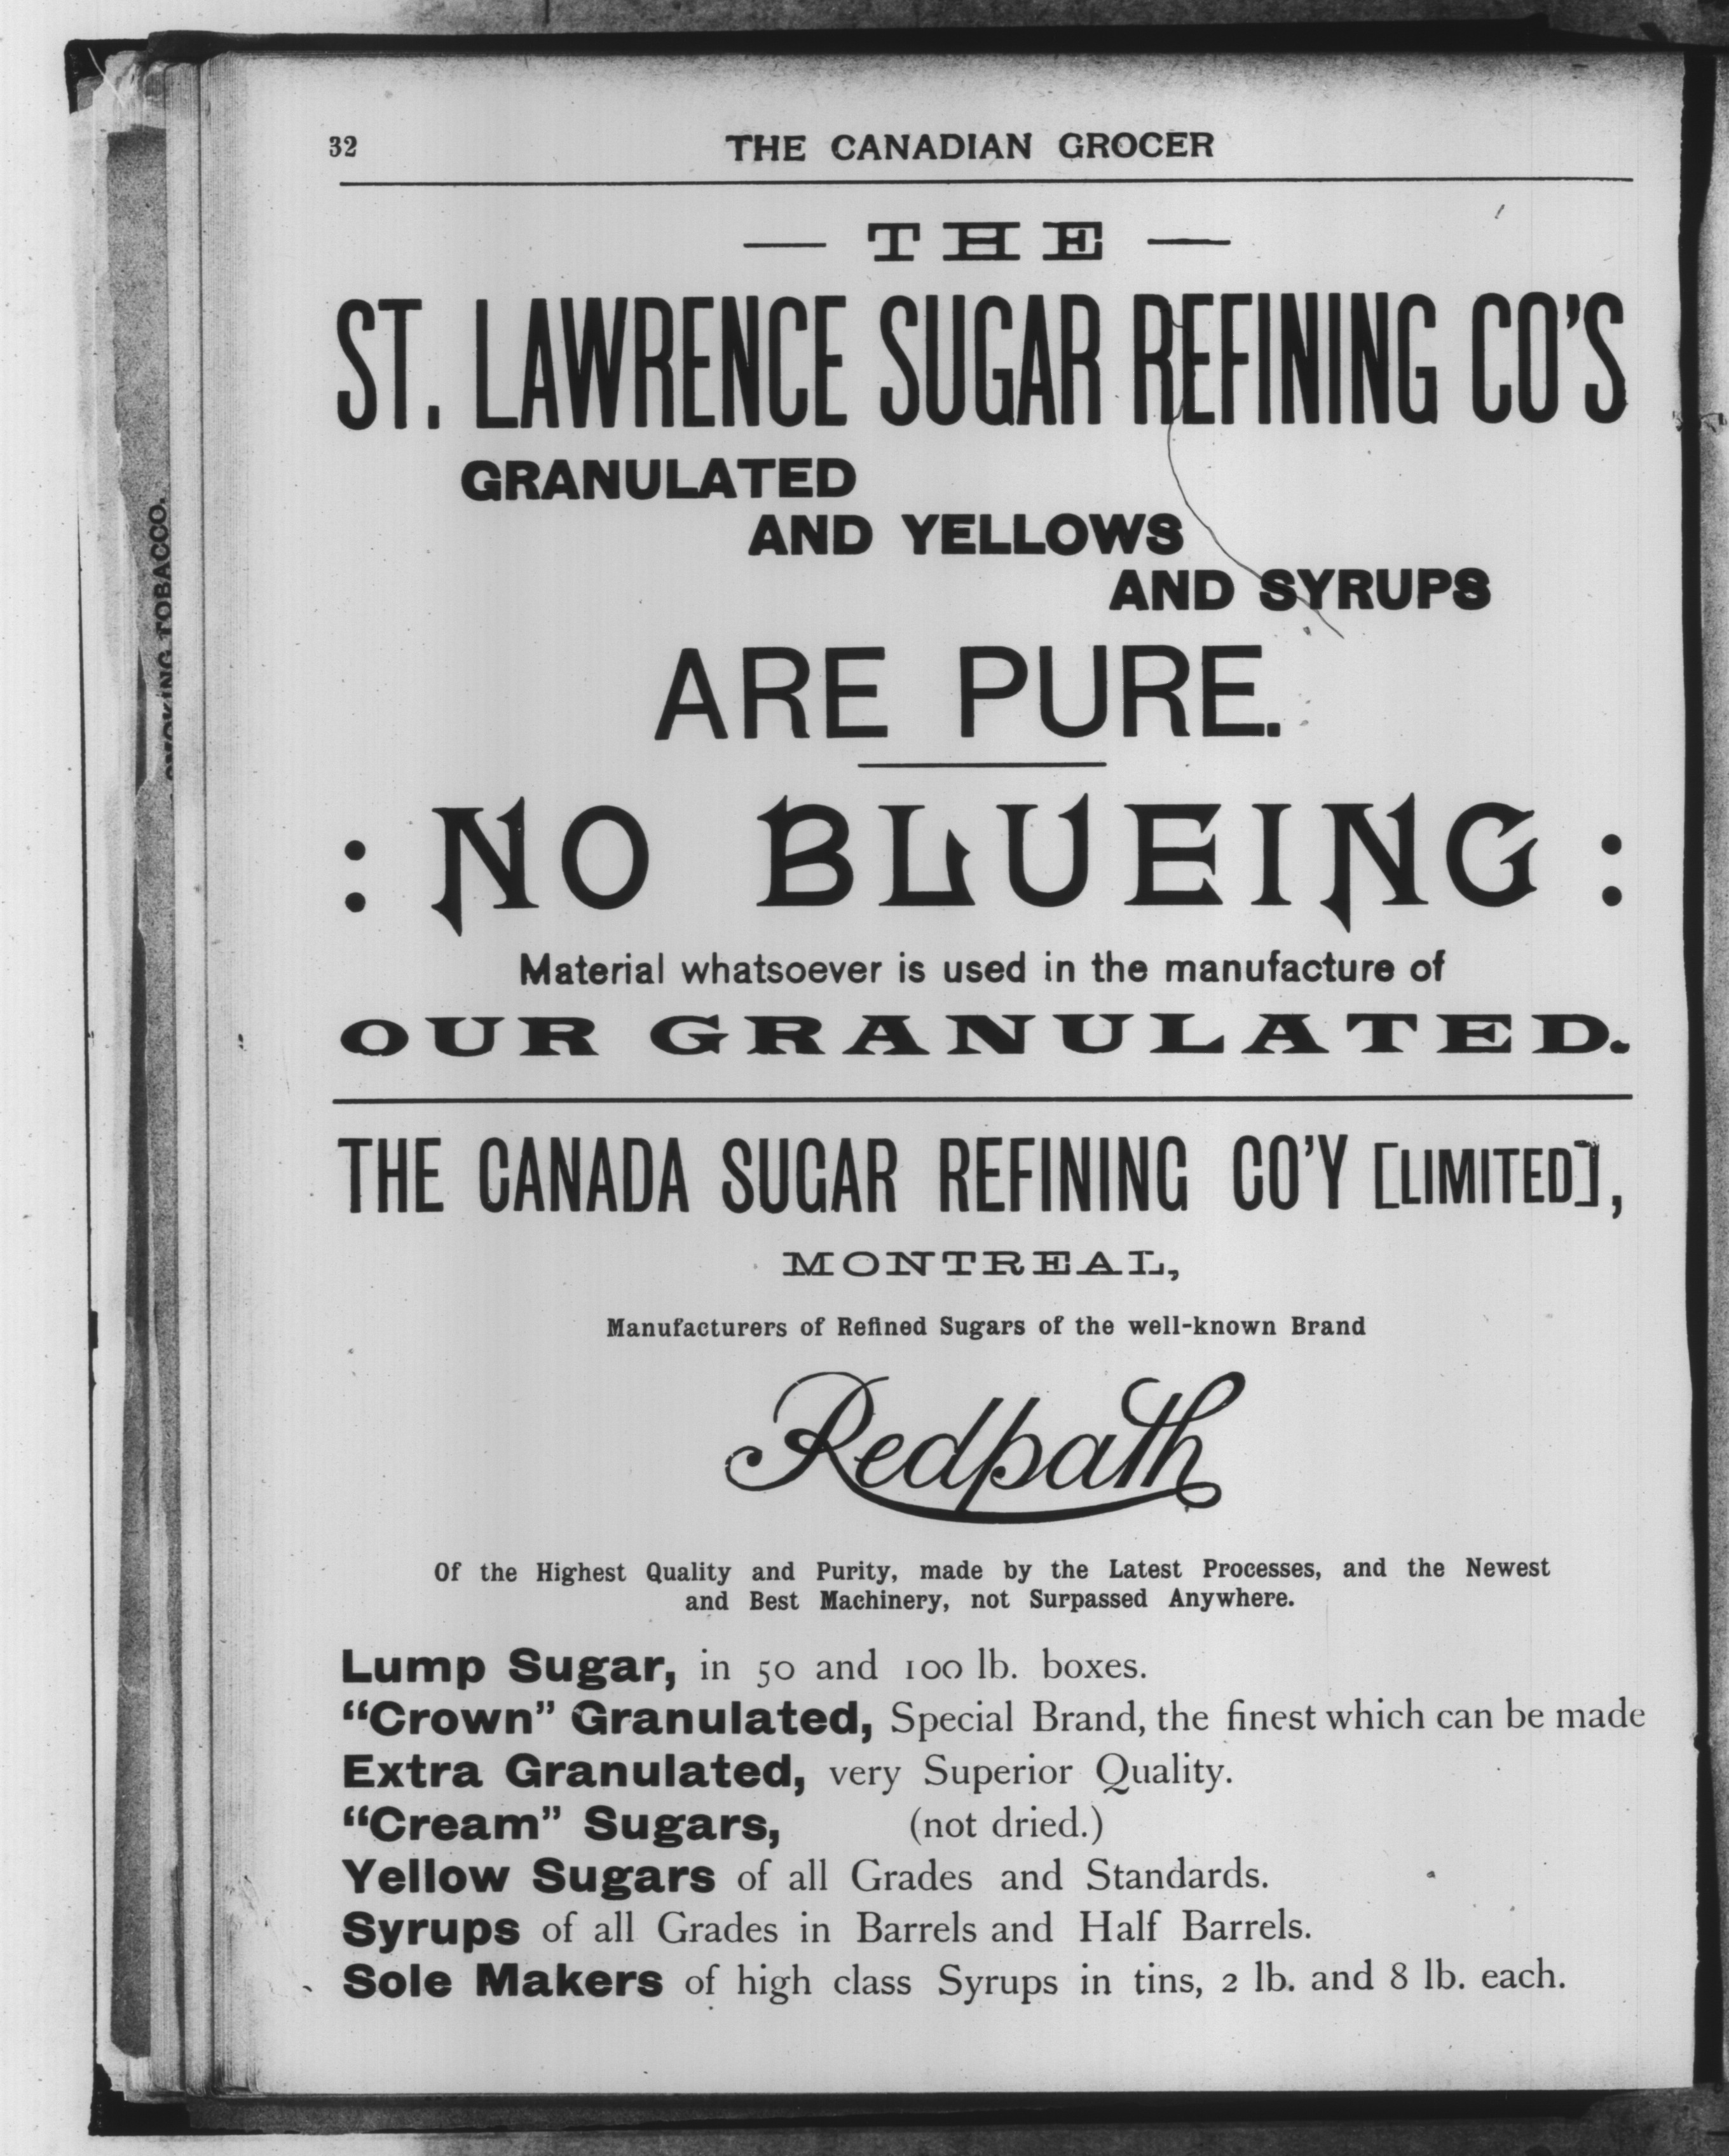 32 THE CANADIAN GROCER
— THE —
ST. LAWRENCE SUGAR REFINING CO'S
GRANULATED
AND YELLOWS
AND SYRUPS
ARE PURE.
: NO BLUEING :
Material whatsoever is used in the manufacture of
OUR GRANULATED.
THE CANADA SUGAR REFINING CO'Y [LIMITED],
MONTREAL,
Manufacturers of Refined Sugars of the well-known Brand
Redpath
Of the Highest Quality and Purity, made by the Latest Processes, and the Newest
and Best Machinery, not Surpassed Anywhere.
Lump Sugar, in 50 and 100 lb. boxes.
"Crown" Granulated, Special Brand, the finest which can be made
Extra Granulated, very Superior Quality.
"Cream" Sugars, (not dried.)
Yellow Sugars of all Grades and Standards.
Syrups of all Grades in Barrels and Half Barrels.
Sole Makers of high class Syrups in tins, 2 lb. and 8 lb. each.
TOBACCO.